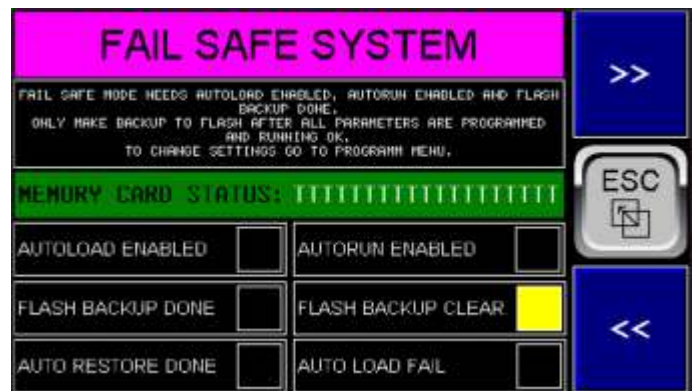 FAIL SAFE SYSTEM
FAIL SAFE MODE NEEDS AUTOLOAD ENABLED, AUTORUN ENABLED AND FLASH
BACKUP DONE.
ONLY MAKE BACKUP TO FLASH AFTER ALL PARAMETERS ARE PROGRAMMED
AND RUNNING OK.
TO CHANGE SETTINGS GO TO PROGRAMM MENU.
MEMORY CARD STATUS: IIIIIIIIIIIIIIIIIIII
AUTOLOAD ENABLED
AUTORUN ENABLED
FLASH BACKUP DONE
FLASH BACKUP CLEAR
AUTO RESTORE DONE
AUTO LOAD FAIL
>>
ESC
<<